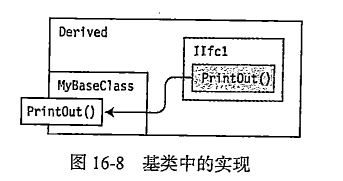 Derived
IIfc1
PrintOut()
MyBaseClass
PrintOut()
图 16-8 基类中的实现